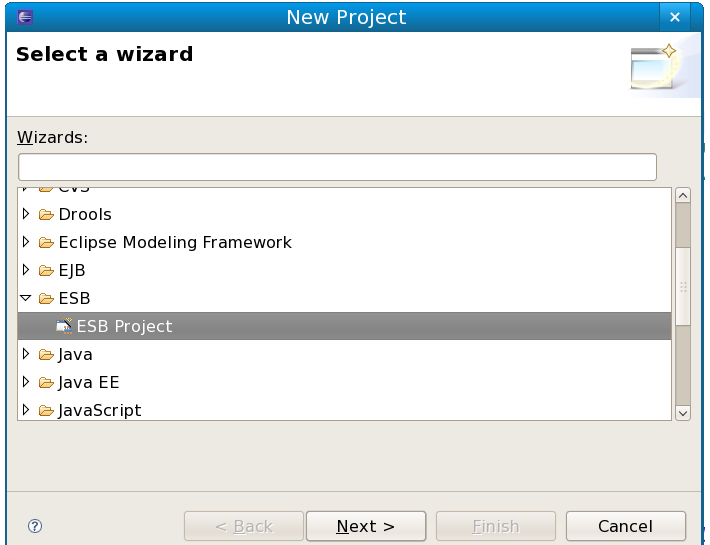 New Project
Select a wizard
Wizards:
CVS
Drools
Eclipse Modeling Framework
EJB
ESB
ESB Project
Java
Java EE
JavaScript
< Back Next > Finish Cancel